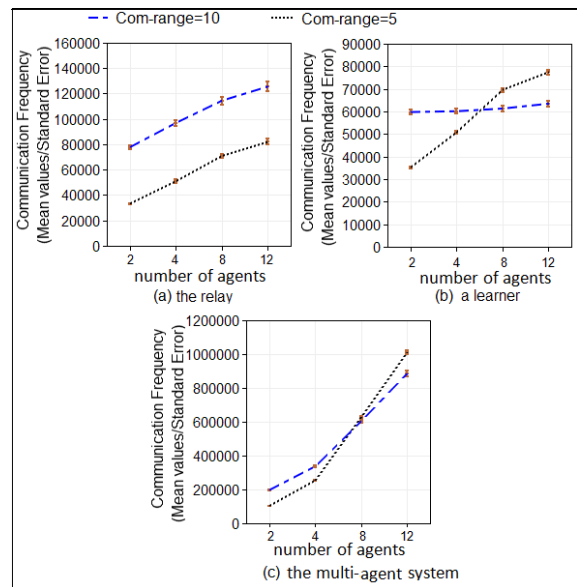 Com-range=10 Com-range=5
Communication Frequency
(Mean values/Standard Error)
160000
140000
120000
100000
80000
60000
40000
20000
0
2 4 8 12
number of agents
(a) the relay
Communication Frequency
(Mean values/Standard Error)
90000
80000
70000
60000
50000
40000
30000
20000
10000
0
2 4 8 12
number of agents
(b) a learner
Communication Frequency
(Mean values/Standard Error)
1200000
1000000
800000
600000
400000
200000
0
2 4 8 12
number of agents
(c) the multi-agent system